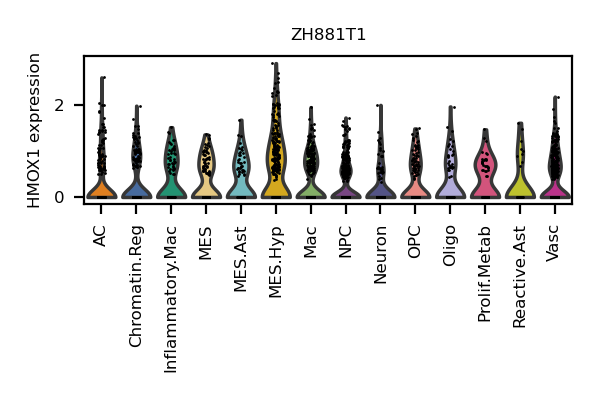 ZH881T1
HMOX1 expression
2
0
AC
Chromatin.Reg
Inflammatory.Mac
MES
MES.Ast
MES.Hyp
Mac
NPC
Neuron
OPC
Oligo
Prolif.Metab
Reactive.Ast
Vasc